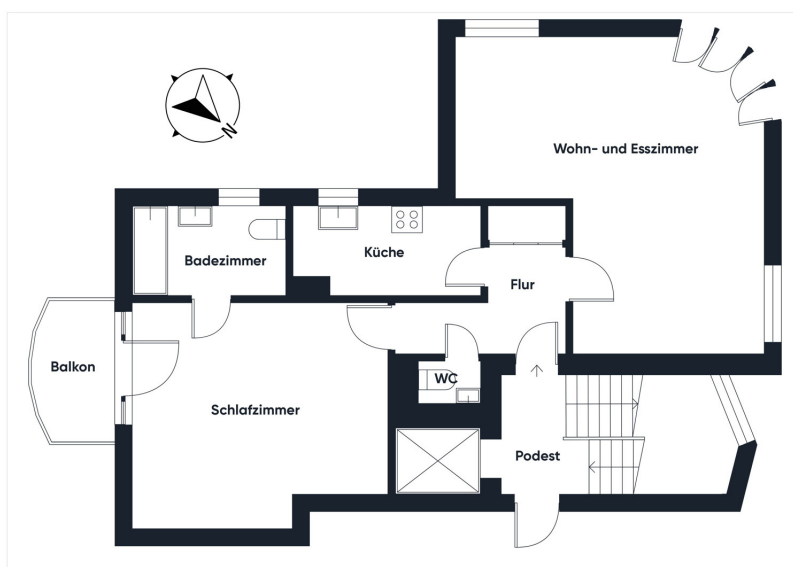 N
Wohn- und Esszimmer
Küche
Badezimmer
Flur
Balkon
WC
Schlafzimmer
Podest